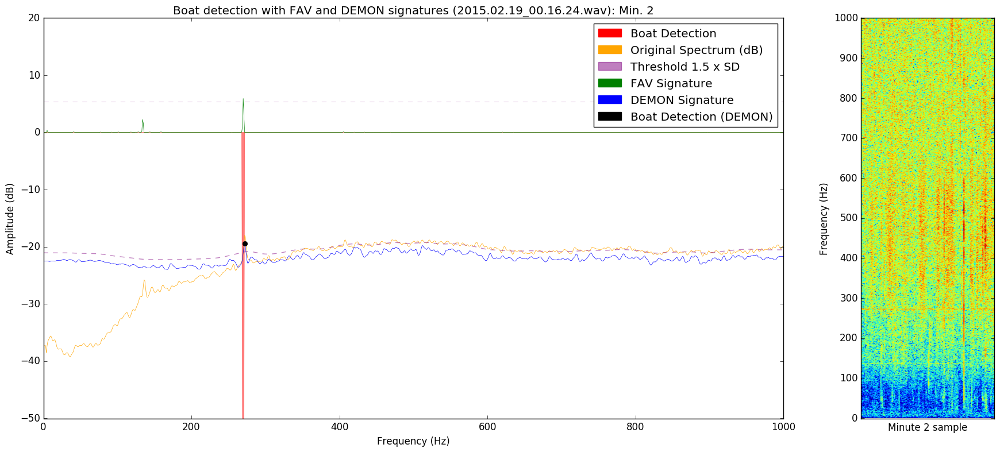 Boat detection with FAV and DEMON signatures (2015.02.19_00.16.24.wav): Min. 2
Boat Detection
Original Spectrum (dB)
Threshold 1.5 x SD
FAV Signature
DEMON Signature
Boat Detection (DEMON)
Amplitude (dB)
20
10
0
−10
−20
−30
−40
−50
0
200
400
600
800
1000
Frequency (Hz)
Frequency (Hz)
1000
900
800
700
600
500
400
300
200
100
0
Minute 2 sample